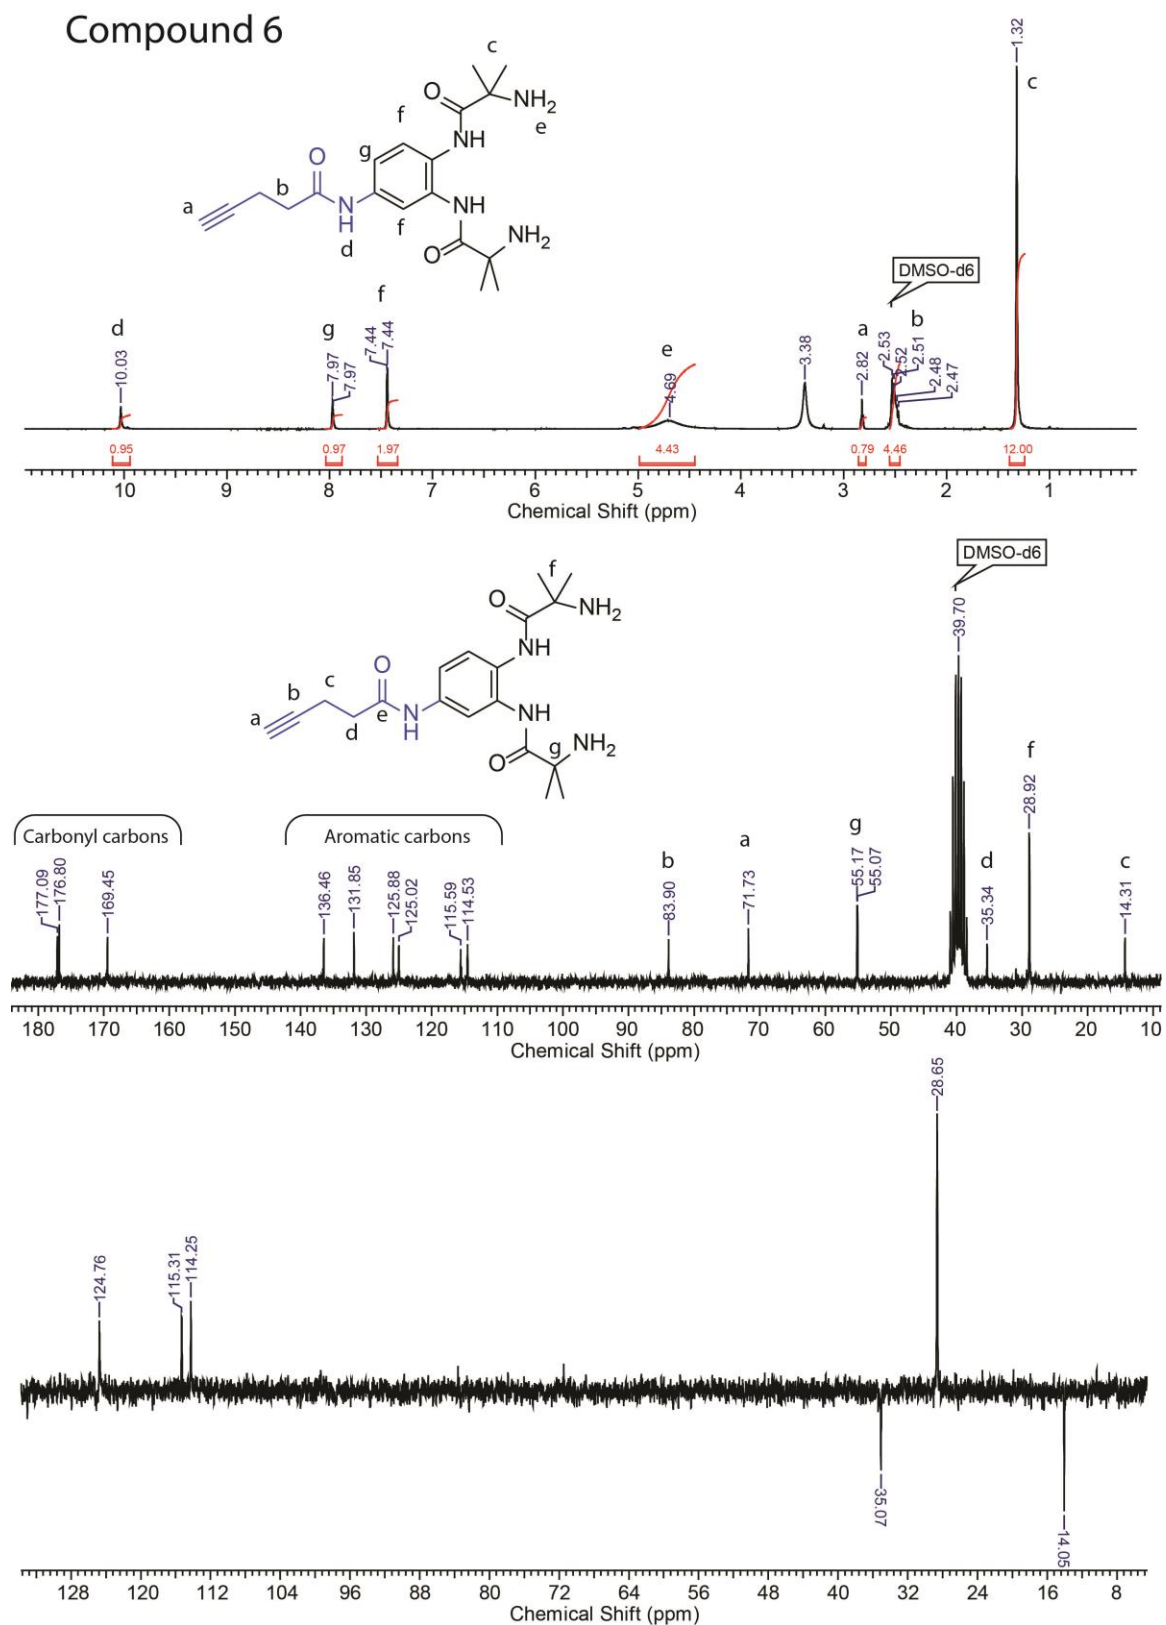 Compound 6
c
O
NH2
e
f
NH
g
O
b
a
N
H
d
f
NH
O
NH2
DMSO-d6
1.32
c
d
10.03
g
7.97
7.97
f
7.44
7.44
e
4.69
3.38
a
2.82
b
2.53
2.52
2.51
2.48
2.47
0.95
0.97
1.97
4.43
0.79
4.46
12.00
10 9 8 7 6 5 4 3 2 1
Chemical Shift (ppm)
f
O
NH2
NH
O
c
b
a
d
e
N
H
NH
g
O
NH2
DMSO-d6
39.70
Carbonyl carbons
177.09
176.80
169.45
Aromatic carbons
136.46
131.85
125.88
125.02
115.59
114.53
b
83.90
a
71.73
g
55.17
55.07
d
35.34
f
28.92
c
14.31
180 170 160 150 140 130 120 110 100 90 80 70 60 50 40 30 20 10
Chemical Shift (ppm)
124.76
115.31
114.25
28.65
35.07
14.05
128 120 112 104 96 88 80 72 64 56 48 40 32 24 16 8
Chemical Shift (ppm)